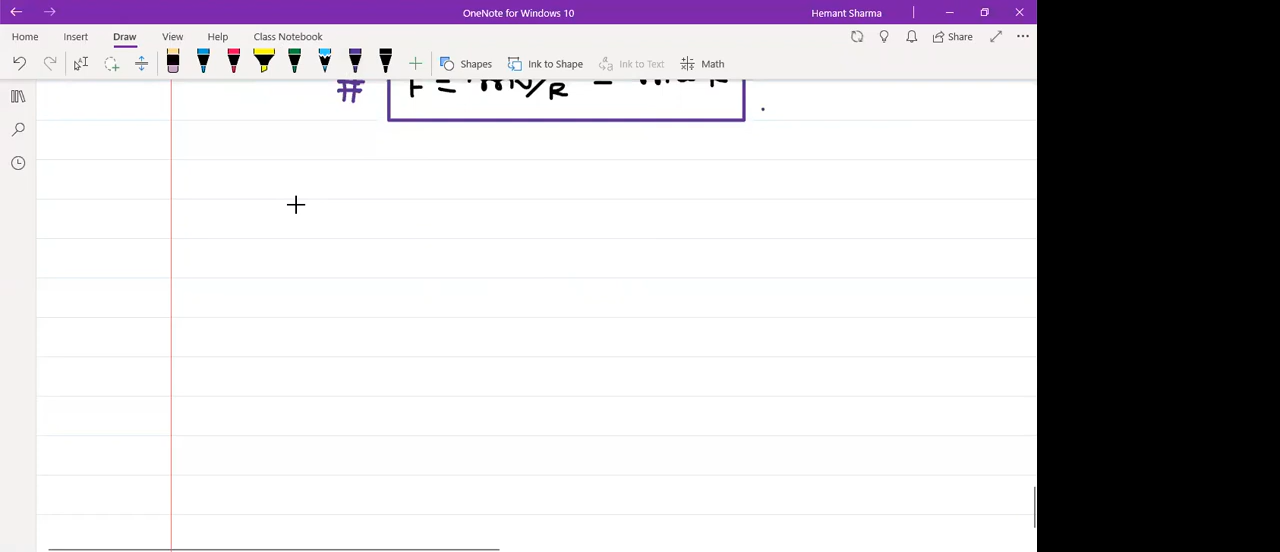 OneNote for Windows 10
Hemant Sharma
Home Insert Draw View Help Class Notebook
Share
Shapes Ink to Shape Ink to Text Math
#